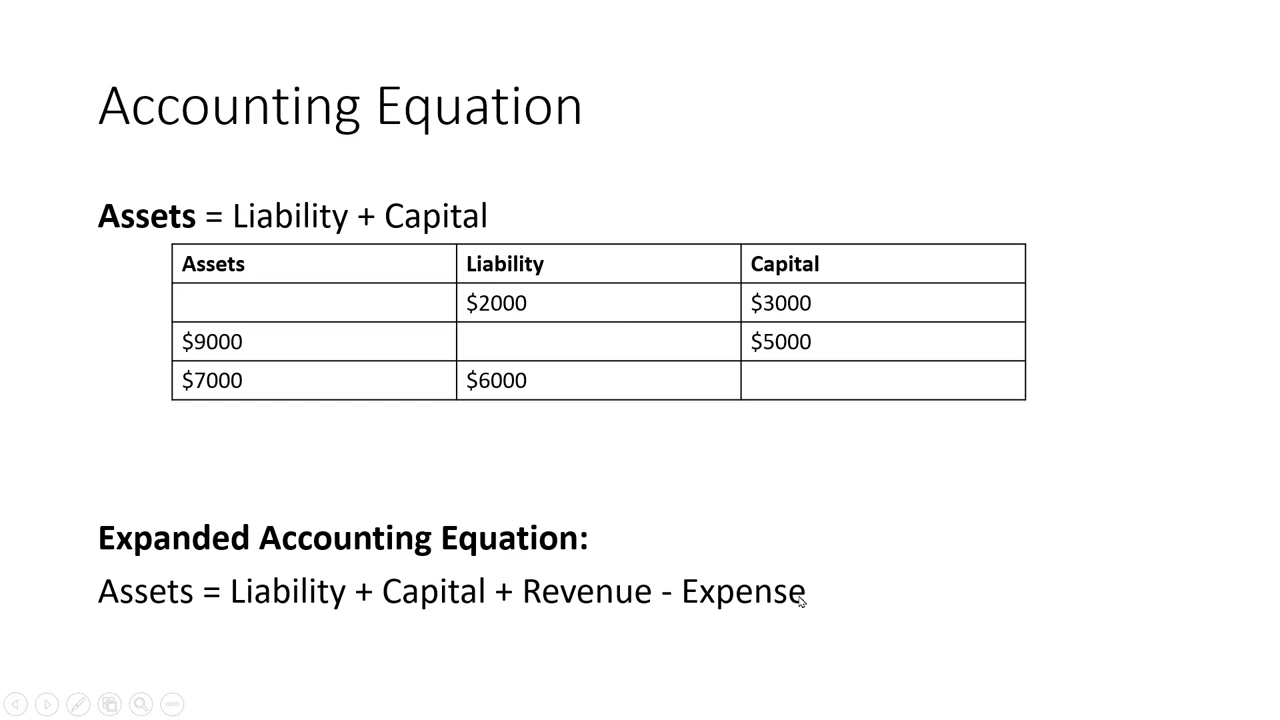 Accounting Equation
Assets = Liability + Capital
Assets Liability Capital
$2000 $3000
$9000 $5000
$7000 $6000
Expanded Accounting Equation:
Assets = Liability + Capital + Revenue - Expense